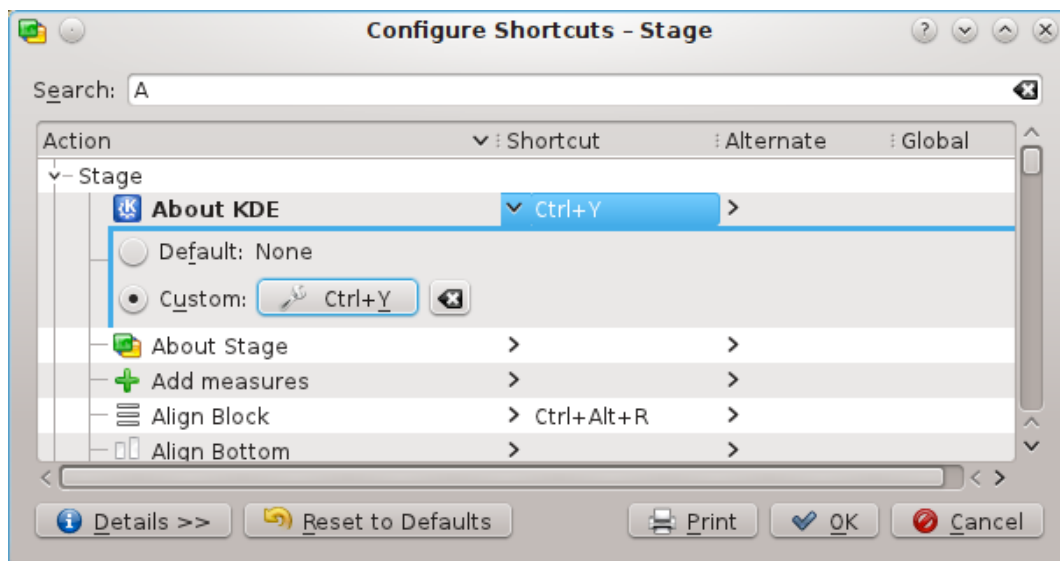 Configure Shortcuts – Stage
Search: A
Action Shortcut Alternate Global
Stage
About KDE Ctrl+Y
Default: None
Custom: Ctrl+Y
About Stage
Add measures
Align Block Ctrl+Alt+R
Align Bottom
Details >> Reset to Defaults Print OK Cancel